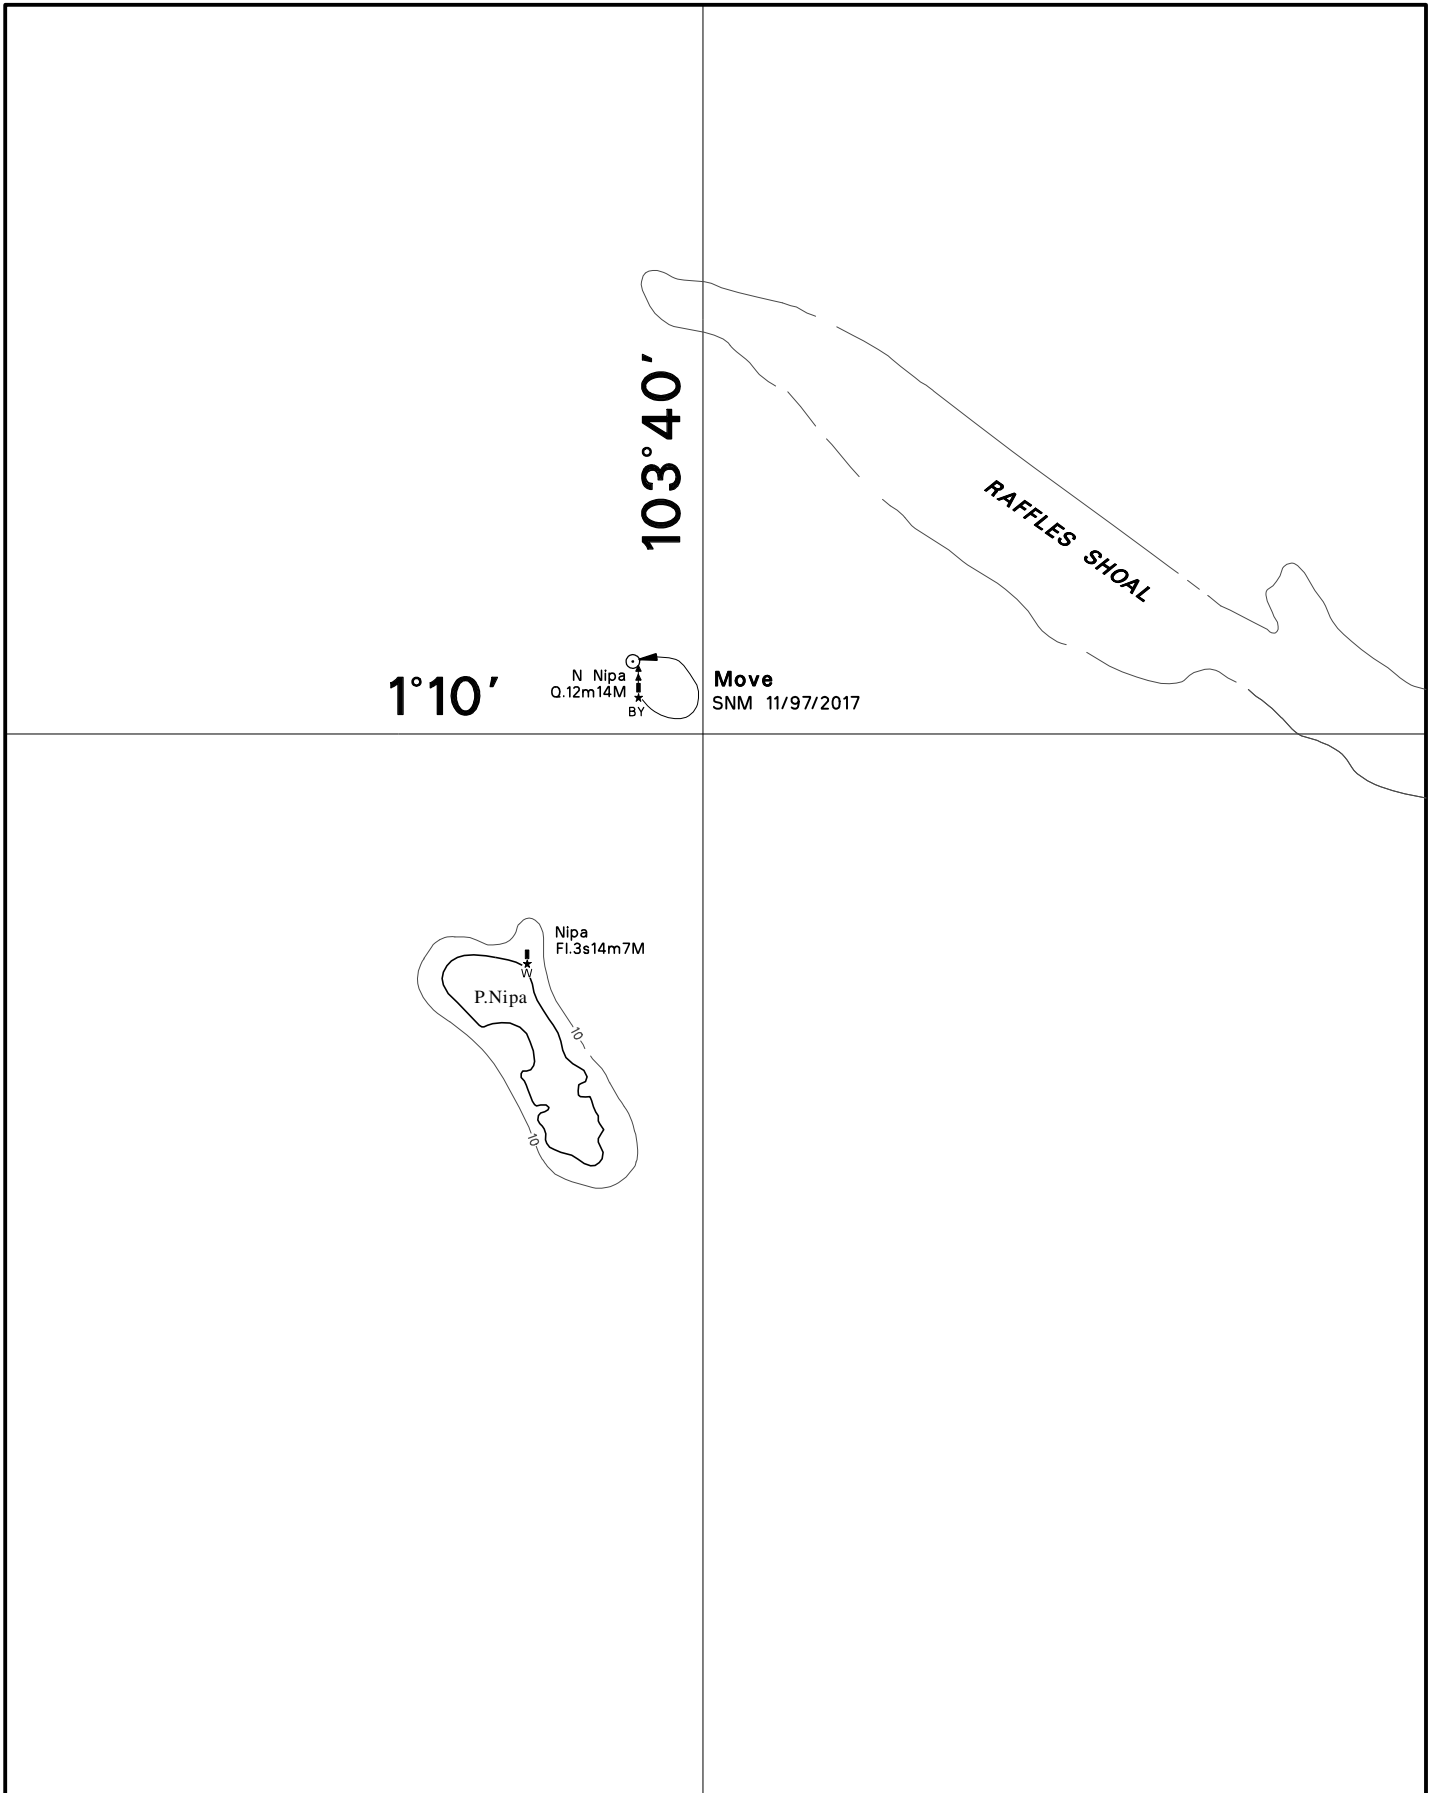 103°40′
RAFFLES SHOAL
1°10′
N Nipa
Q.12m14M
BY
Move
SNM 11/97/2017
Nipa
Fl.3s14m7M
W
P.Nipa
10
10